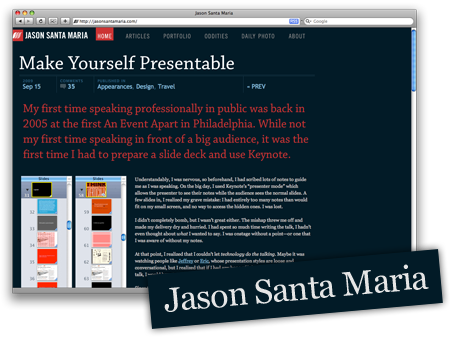 Jason Santa Maria
http://jasonsantamaria.com/
Google
JASON SANTA MARIA
HOME
ARTICLES
PORTFOLIO
ODDITIES
DAILY PHOTO
ABOUT
Make Yourself Presentable
2009
COMMENTS
PUBLISHED IN
Sep 15
35
Appearances, Design, Travel
« PREV
My first time speaking professionally in public was back in
2005 at the first An Event Apart in Philadelphia. While not
my first time speaking in front of a big audience, it was the
first time I had to prepare a slide deck and use Keynote.
Slides
Slides
Understandably, I was nervous, so beforehand, I had scribed lots of notes to guide
me as I was speaking. On the big day, I used Keynote's "presenter mode" which
allows the presenter to see their notes while the audience sees the normal slides. A
few slides in, I realized my grave mistake: I had entirely too many notes than would
fit on my small screen, and no way to access the hidden ones. I was lost.
I didn't completely bomb, but I wasn't great either. The mishap threw me off and
made my delivery dry and hurried. I had spent so much time writing the talk, I hadn't
even thought about what I wanted to say. I was onstage without a point—or one that
I was aware of without my notes.
At that point, I realized that I couldn't let technology do the talking. Maybe it was
watching people like Jeffrey or Eric, whose presentation styles are loose and
conversational, but I realized that if I had
talk, I
Jason Santa Maria